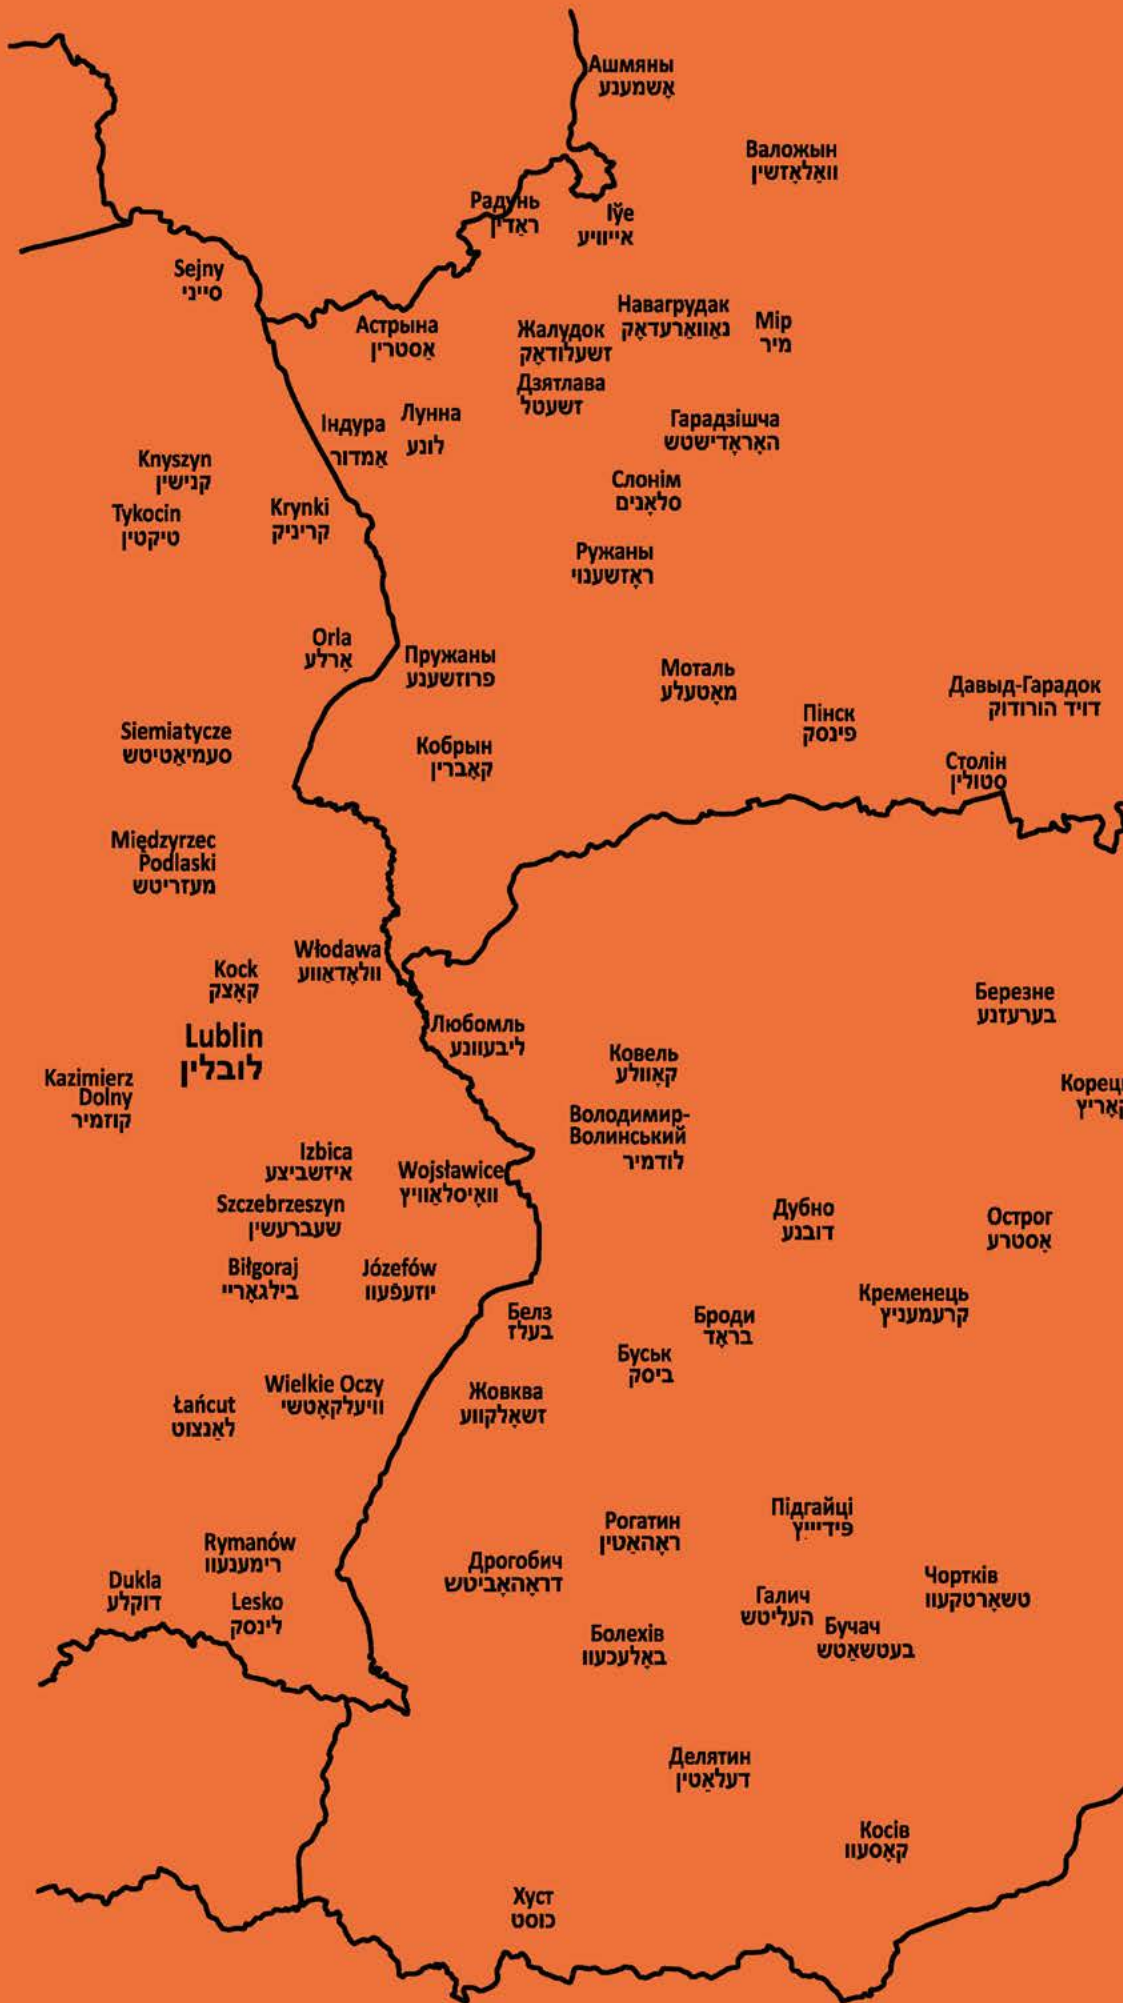 Ашмяны
אָשמענע
Валожын
וואָלאָזשין
Радунь
ראַדין
Іўе
אייוויע
Sejny
סייני
Навагрудак
נאַוואַרעדאָק
Мір
מיר
Астрына
אַסטרין
Жалудок
זשעלודאָק
Дзятлава
זשעטל
Гарадзішча
האָראָדישטש
Індура
אַמדור
Лунна
לונע
Knyszyn
קנישין
Слонім
סלאָנים
Tykocin
טיקטין
Krynki
קריניק
Ружаны
ראָזשענוי
Orla
אָרלע
Пружаны
פרוזשענע
Моталь
מאָטעלע
Давыд-Гарадок
דויד הורודוק
Пінск
פינסק
Siemiatycze
סעמיאַטיטש
Кобрын
קאָברין
Столін
סטולין
Międzyrzec
Podlaski
מעזריטש
Włodawa
וולאָדאַווע
Kock
קאָצק
Березне
בערעזנע
Lublin
לובלין
Любомль
ליבעוונע
Ковель
קאָוולע
Kazimierz
Dolny
קוזמיר
Корець
קאָריץ
Володимир-
Волинський
לודמיר
Izbica
איזשביצע
Wojsławice
וואָיסלאַוויץ
Szczebrzeszyn
שעברעשין
Дубно
דובנע
Острог
אָסטרע
Biłgoraj
בילגאָריי
Józefów
יוזעפֿעוו
Кременець
קרעמעניץ
Белз
בעלז
Броди
בראָד
Буськ
ביסק
Łańcut
לאַנצוט
Wielkie Oczy
וויעלקאָטשי
Жовква
זשאָלקווע
Підгайці
פּידייץ
Рогатин
ראָהאַטין
Rymanów
רימענעוו
Дрогобич
דראָהאָביטש
Dukla
דוקלע
Lesko
לינסק
Чортків
טשאָרטקעוו
Галич
העליטש
Бучач
בעטשאַטש
Болехів
באָלעכעוו
Делятин
דעלאַטין
Косів
קאָסעוו
Хуст
כוסט